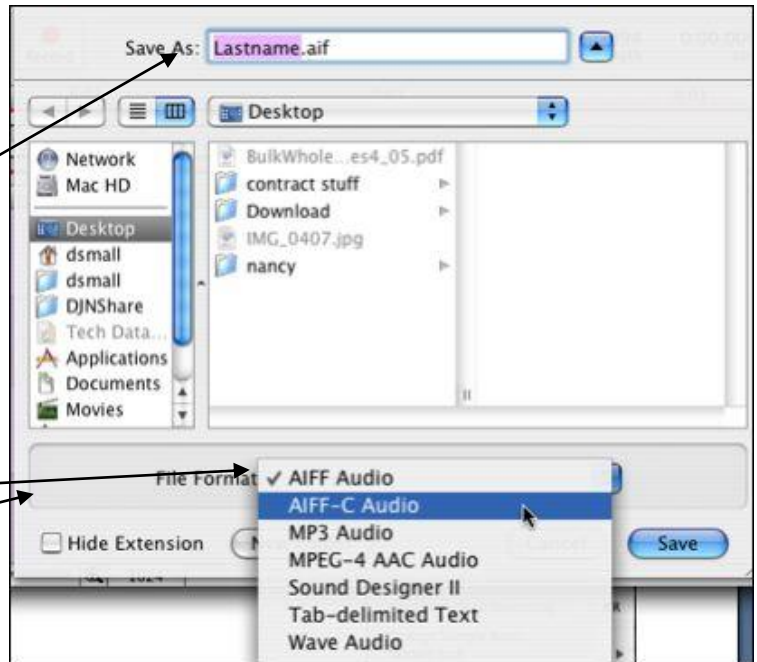 Save As: Lastname.aif
Desktop
Network
Mac HD
Desktop
dsmall
dsmall
DJNShare
Tech Data...
Applications
Documents
Movies
BulkWhole...es4_05.pdf
contract stuff
Download
IMG_0407.jpg
nancy
File Format
✓ AIFF Audio
AIFF-C Audio
MP3 Audio
MPEG-4 AAC Audio
Sound Designer II
Tab-delimited Text
Wave Audio
Hide Extension
Save
1024